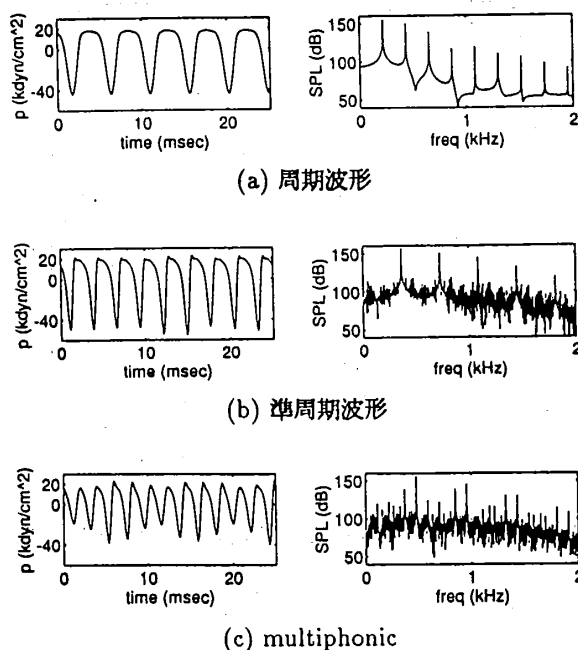 p (kdyn/cm^2)
20
0
-40
0 10 20
time (msec)
SPL (dB)
150
100
50
0 1 2
freq (kHz)
(a) 周期波形
p (kdyn/cm^2)
20
0
-40
0 10 20
time (msec)
SPL (dB)
150
100
50
0 1 2
freq (kHz)
(b) 準周期波形
p (kdyn/cm^2)
20
0
-40
0 10 20
time (msec)
SPL (dB)
150
100
50
0 1 2
freq (kHz)
(c) multiphonic